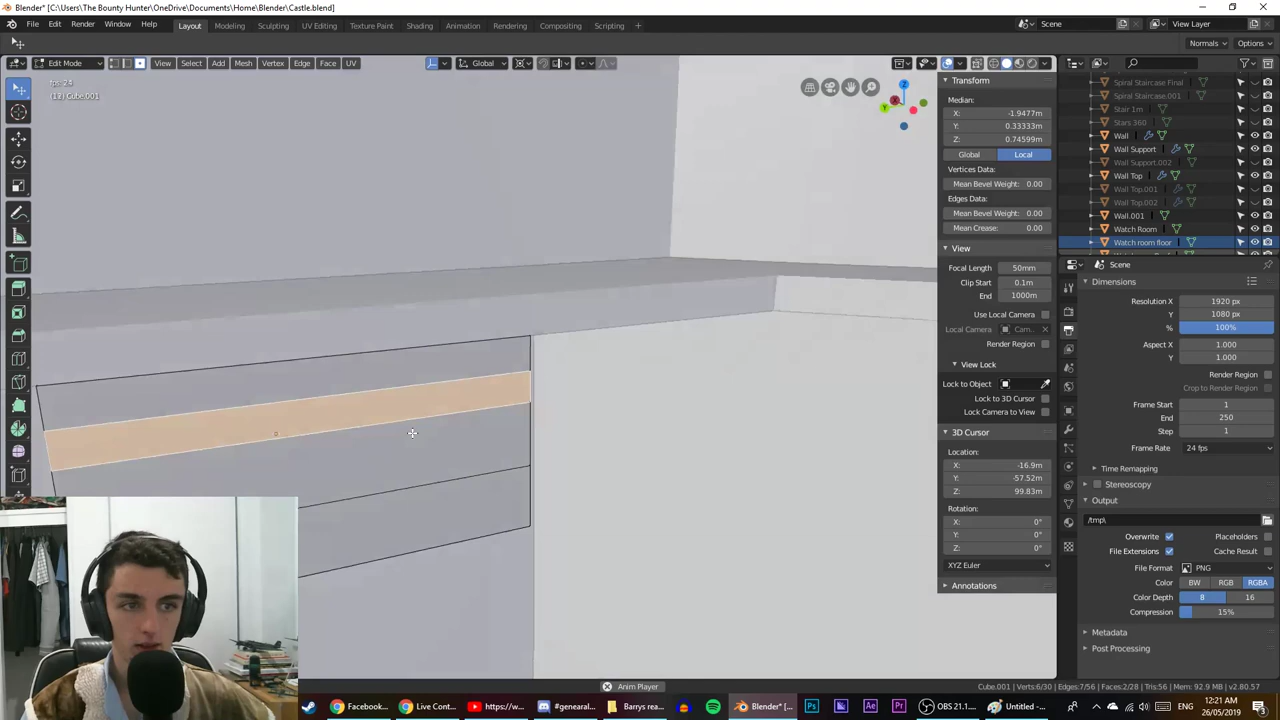 Blender* [C:\Users\The Bounty Hunter\OneDrive\Documents\Home\Blender\Castle.blend]
File Edit Render Window Help
Layout Modeling Sculpting UV Editing Texture Paint Shading Animation Rendering Compositing Scripting +
Scene View Layer
Normals Options
Edit Mode View Select Add Mesh Vertex Edge Face UV Global
fps: 24
(13) Cube.001
Z
Y
X
Transform
Median:
X: -1.9477m
Y: 0.33333m
Z: 0.74599m
Global Local
Vertices Data:
Mean Bevel Weight: 0.00
Edges Data:
Mean Bevel Weight: 0.00
Mean Crease: 0.00
View
Focal Length 50mm
Clip Start 0.1m
End 1000m
Use Local Camera
Local Camera Cam...
Render Region
View Lock
Lock to Object
Lock to 3D Cursor
Lock Camera to View
3D Cursor
Location:
X: -16.9m
Y: -57.52m
Z: 99.83m
Rotation:
X: 0°
Y: 0°
Z: 0°
XYZ Euler
Annotations
Spiral Staircase Final
Spiral Staircase.001
Stair 1m
Stars 360
Wall
Wall Support
Wall Support.002
Wall Top
Wall Top.001
Wall Top.002
Wall.001
Watch Room
Watch room floor
Scene
Dimensions
Resolution X 1920 px
Y 1080 px
% 100%
Aspect X 1.000
Y 1.000
Render Region
Crop to Render Region
Frame Start 1
End 250
Step 1
Frame Rate 24 fps
Time Remapping
Stereoscopy
Output
/tmp\
Overwrite Placeholders
File Extensions Cache Result
File Format PNG
Color BW RGB RGBA
Color Depth 8 16
Compression 15%
Metadata
Post Processing
Anim Player
Cube.001 | Verts:6/30 | Edges:7/56 | Faces:2/28 | Tris:56 | Mem: 92.9 MB | v2.80.57
Facebook... Live Cont... https://w... #genearal... Barrys rea... Blender* [... Ps Ae Pr OBS 21.1.... Untitled -... 12:21 AM
26/05/2019